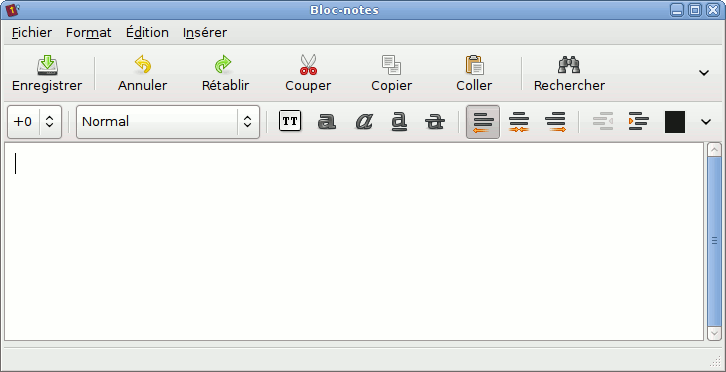 Bloc-notes
Fichier Format Édition Insérer
Enregistrer Annuler Rétablir Couper Copier Coller Rechercher
+0 Normal TT a a a a